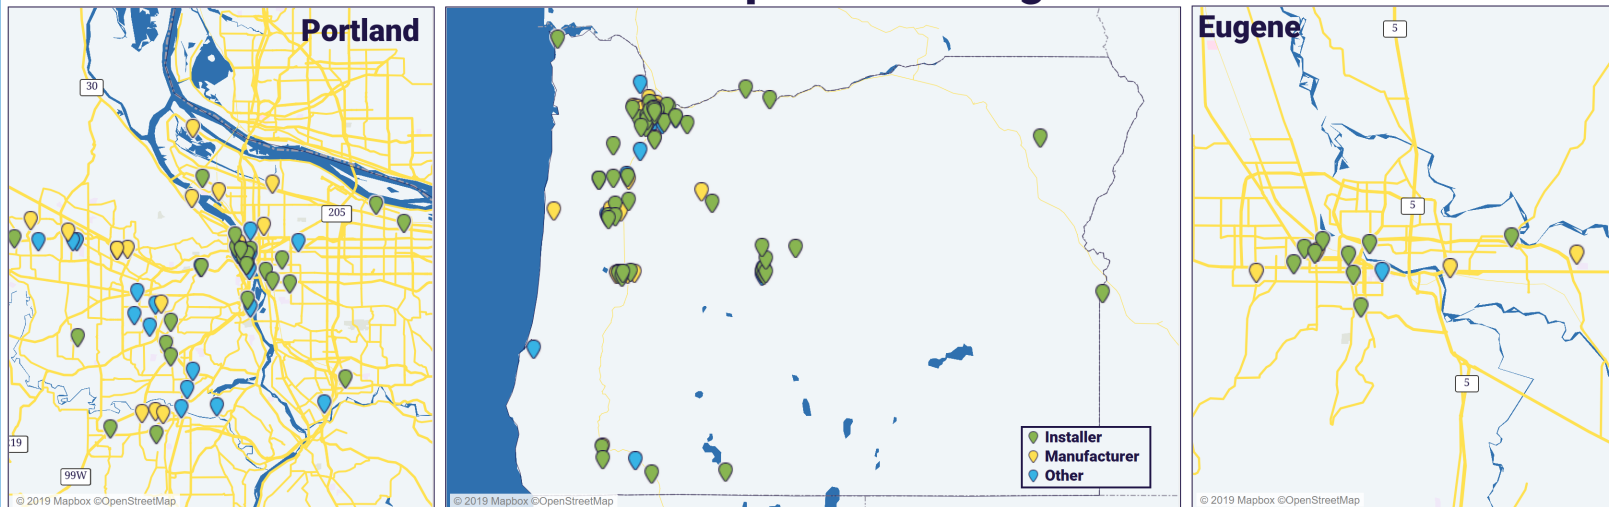 Portland
30
205
:19
99W
© 2019 Mapbox ©OpenStreetMap
Installer
Manufacturer
Other
© 2019 Mapbox ©OpenStreetMap
Eugene
5
5
5
© 2019 Mapbox ©OpenStreetMap